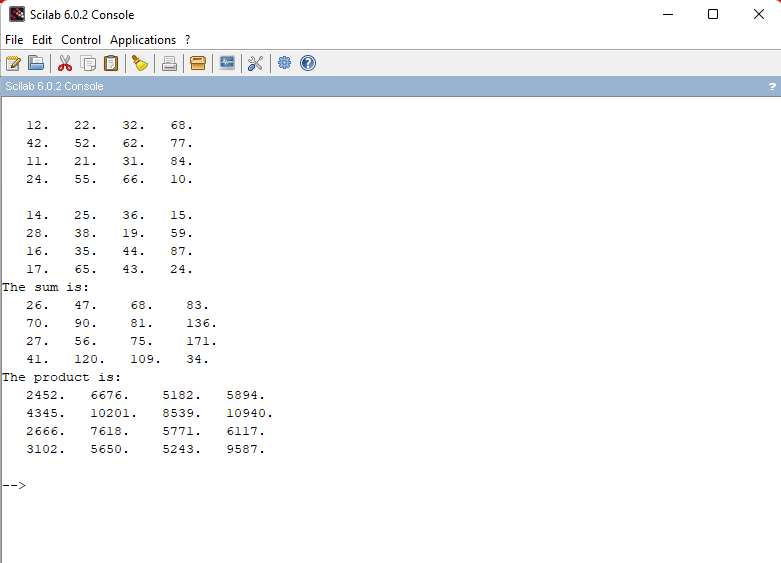 Scilab 6.0.2 Console
File Edit Control Applications ?
Scilab 6.0.2 Console ?
12. 22. 32. 68.
42. 52. 62. 77.
11. 21. 31. 84.
24. 55. 66. 10.
14. 25. 36. 15.
28. 38. 19. 59.
16. 35. 44. 87.
17. 65. 43. 24.
The sum is:
26. 47. 68. 83.
70. 90. 81. 136.
27. 56. 75. 171.
41. 120. 109. 34.
The product is:
2452. 6676. 5182. 5894.
4345. 10201. 8539. 10940.
2666. 7618. 5771. 6117.
3102. 5650. 5243. 9587.
-->